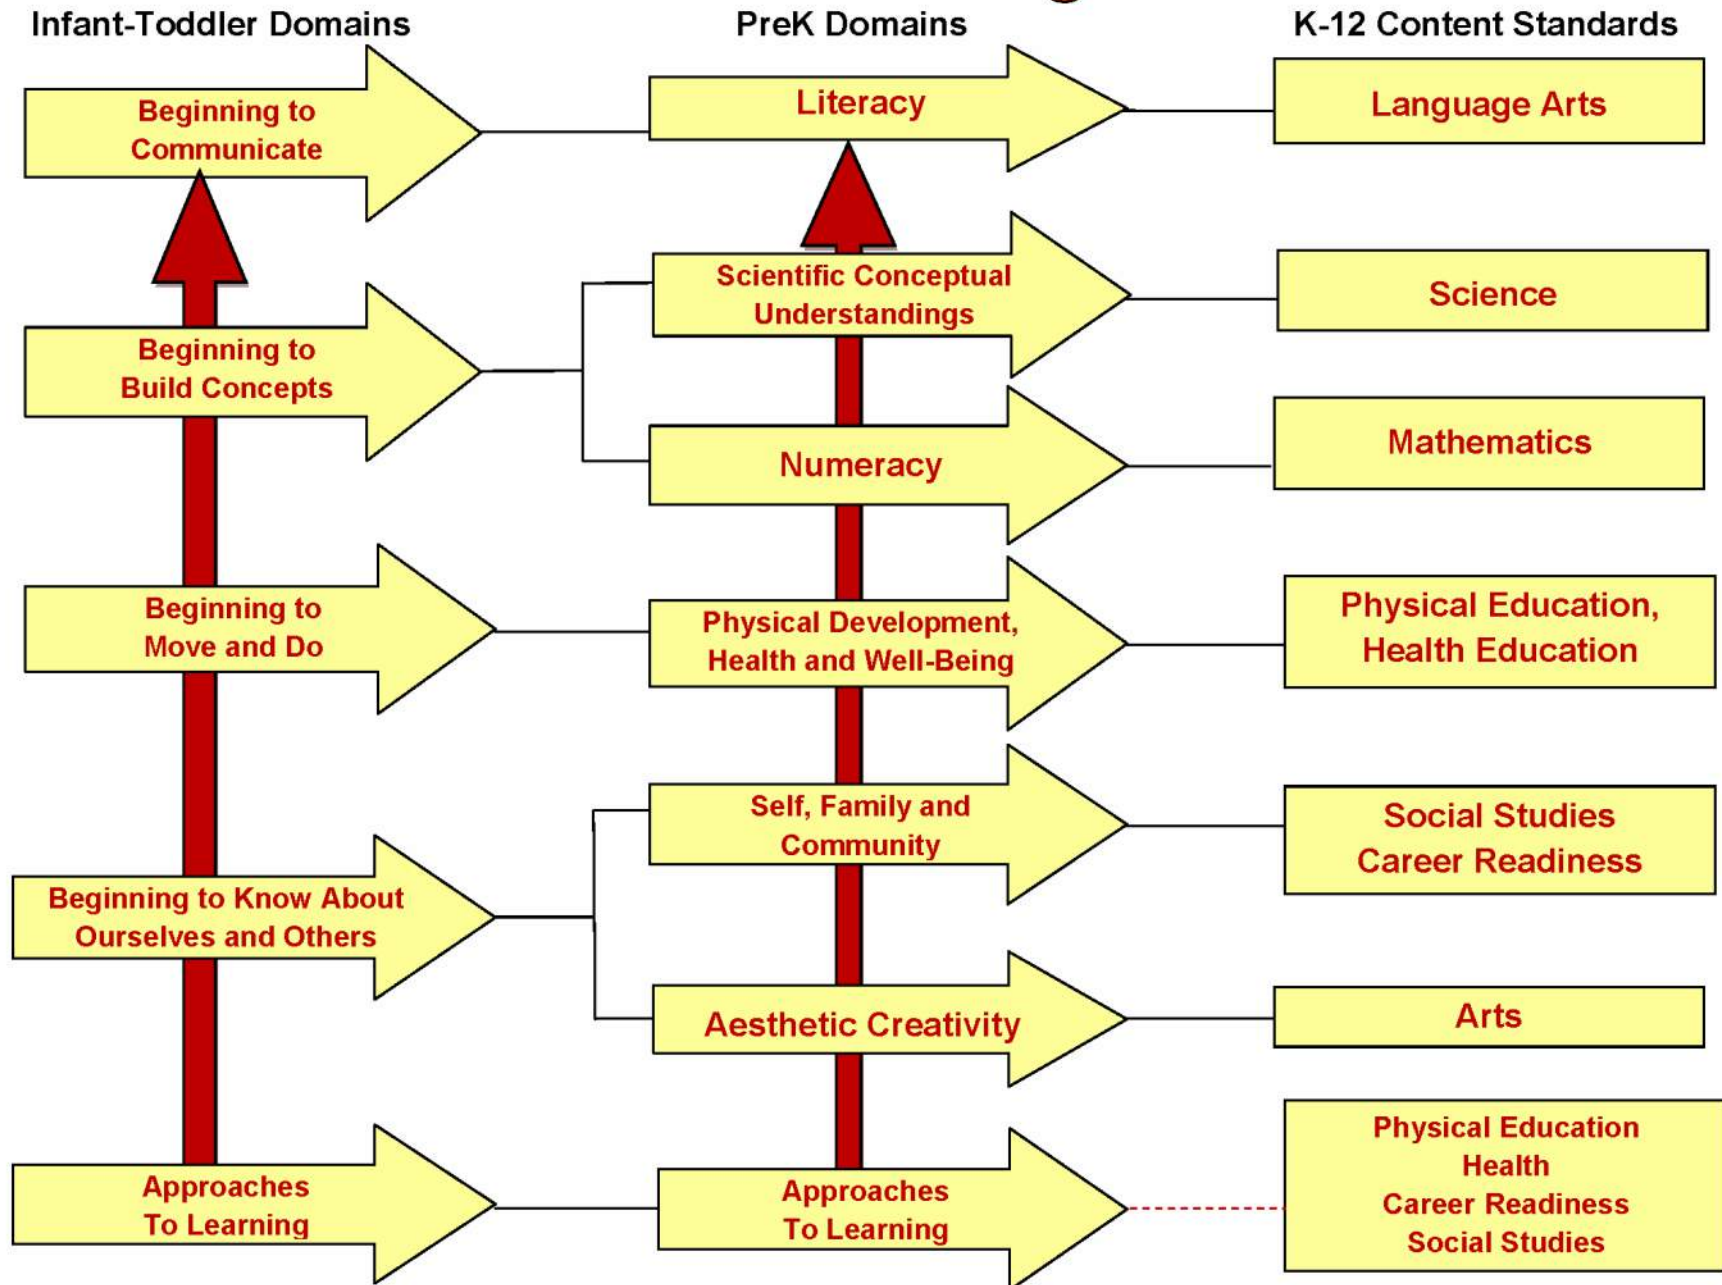 Infant-Toddler Domains
PreK Domains
K-12 Content Standards
Beginning to
Communicate
Literacy
Language Arts
Beginning to
Build Concepts
Scientific Conceptual
Understandings
Science
Numeracy
Mathematics
Beginning to
Move and Do
Physical Development,
Health and Well-Being
Physical Education,
Health Education
Beginning to Know About
Ourselves and Others
Self, Family and
Community
Social Studies
Career Readiness
Aesthetic Creativity
Arts
Approaches
To Learning
Approaches
To Learning
Physical Education
Health
Career Readiness
Social Studies